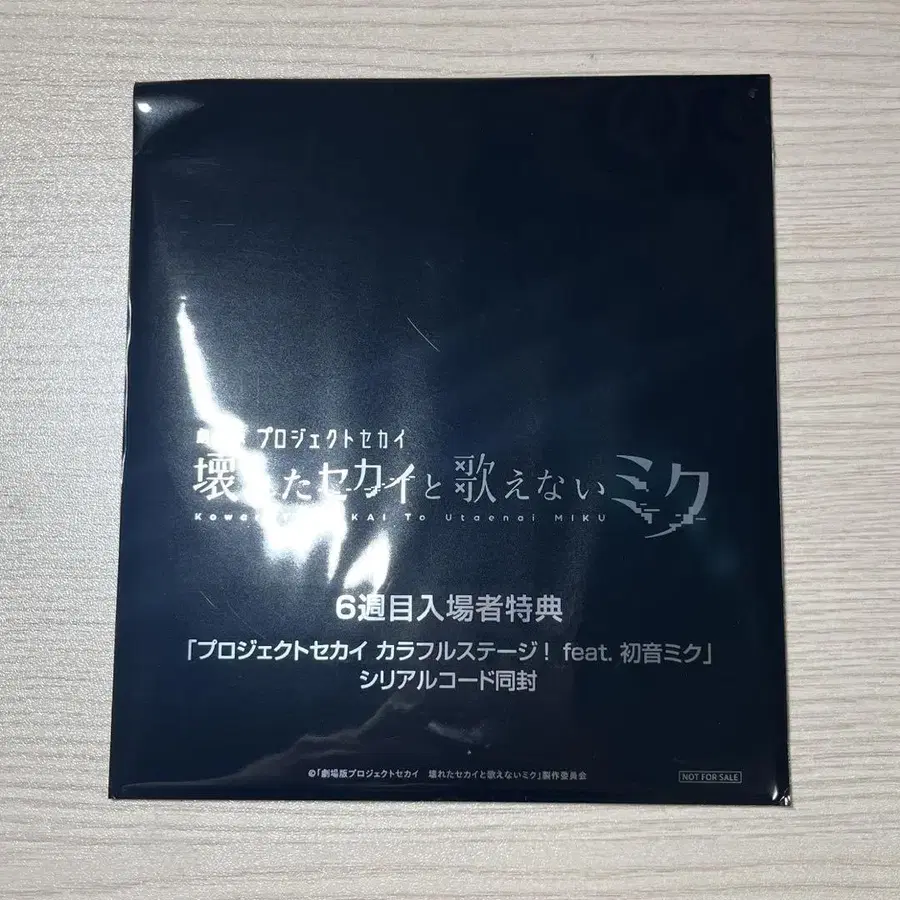 プロジェクトセカイ
壊れたセカイと歌えないミク
To Utaenai MIKU
6週目入場者特典
「プロジェクトセカイ カラフルステージ! feat. 初音ミク」
シリアルコード同封
©「劇場版プロジェクトセカイ 壊れたセカイと歌えないミク」製作委員会
NOT FOR SALE